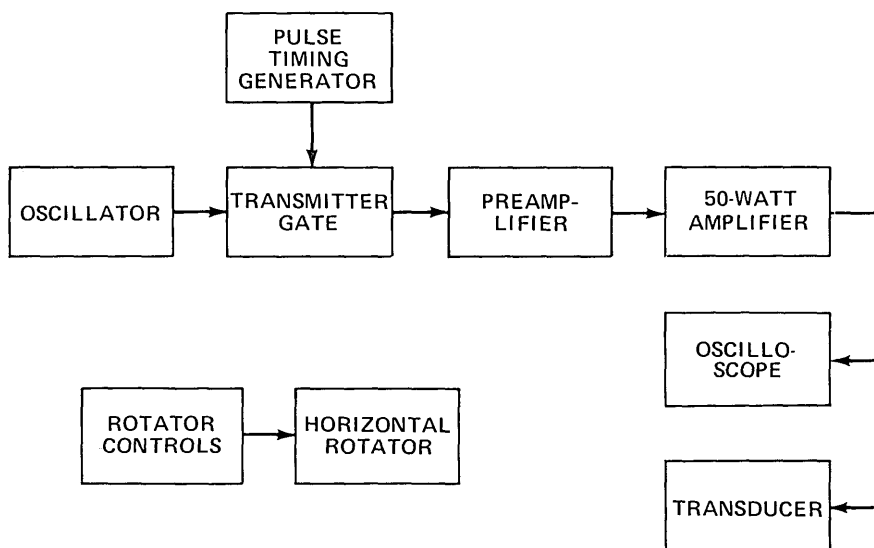 PULSE
TIMING
GENERATOR
OSCILLATOR
TRANSMITTER
GATE
PREAMP-
LIFIER
50-WATT
AMPLIFIER
OSCILLO-
SCOPE
ROTATOR
CONTROLS
HORIZONTAL
ROTATOR
TRANSDUCER